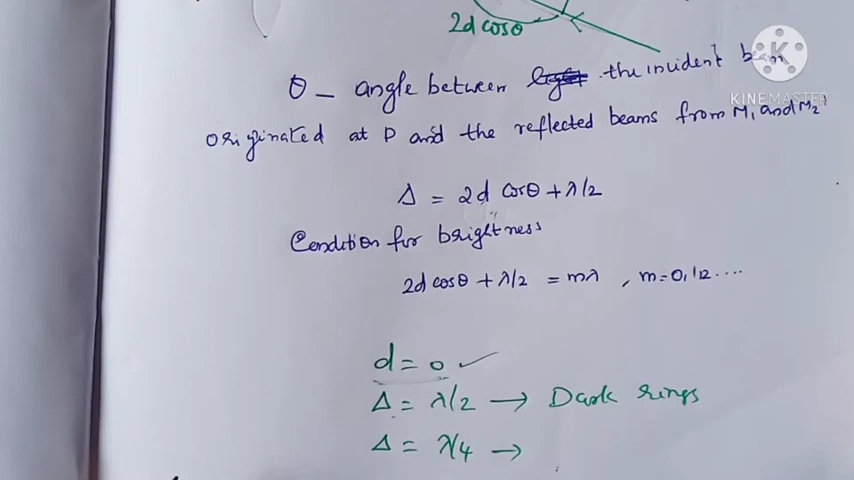 2d cosθ
θ - angle between the incident beam
originated at P and the reflected beams from M₁ and M₂'
Δ = 2d cosθ + λ/2
Condition for brightness
2d cosθ + λ/2 = mλ , m=0,1,2....
d = 0 ✓
Δ = λ/2 → Dark rings
Δ = λ/4 →
KINEMASTER